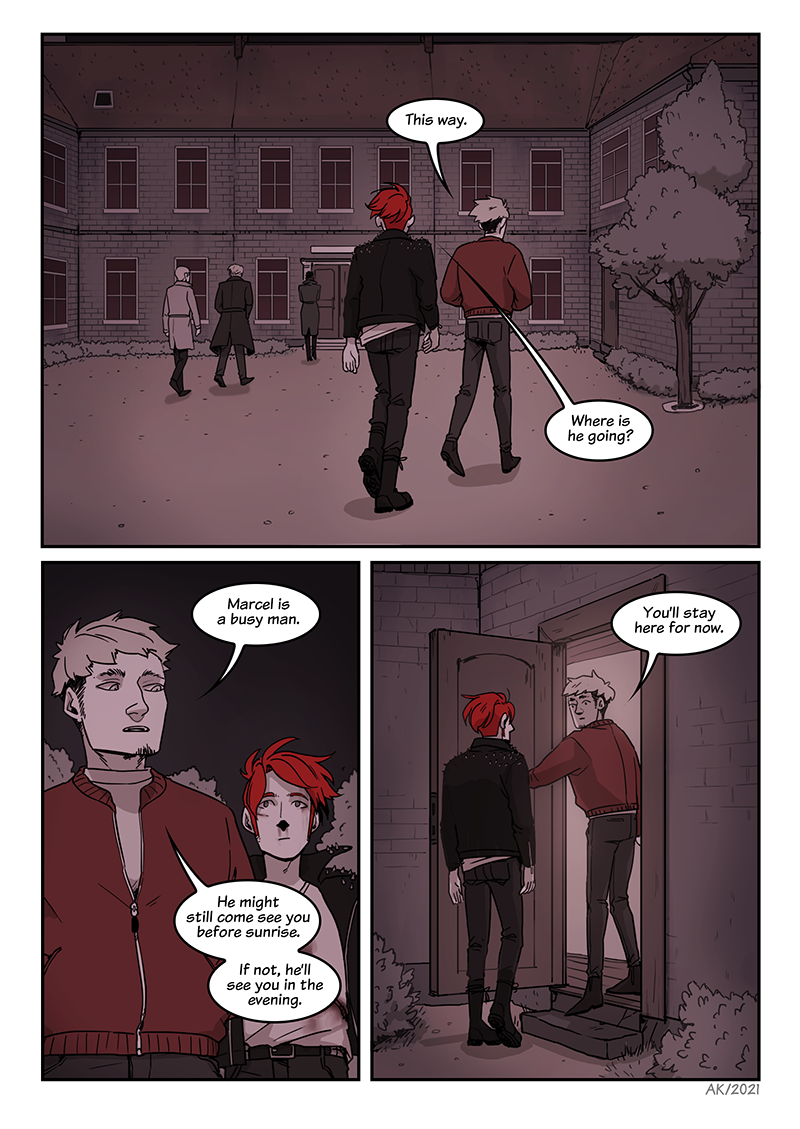 This way.
Where is
he going?
Marcel is
a busy man.
He might
still come see you
before sunrise.
If not, he'll
see you in the
evening.
You'll stay
here for now.
AK/2021